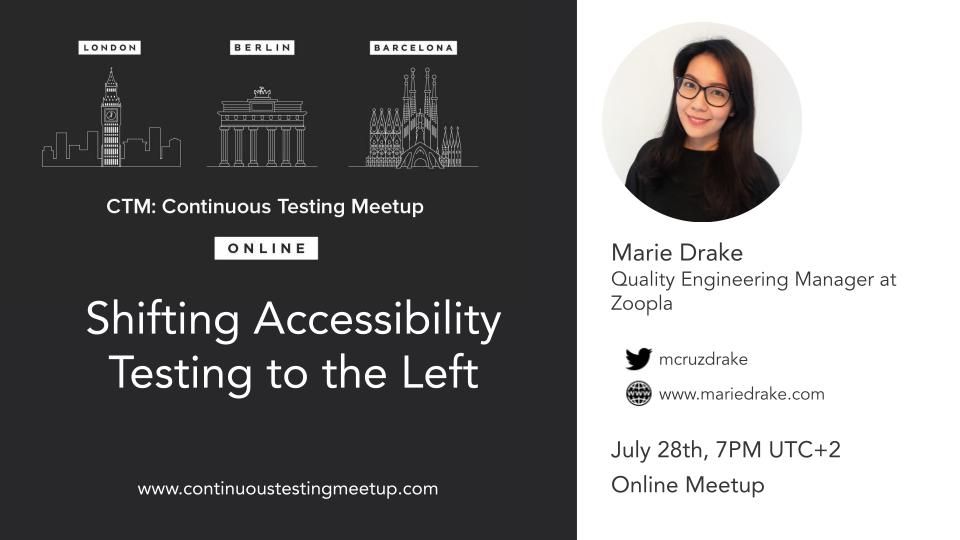 LONDON
BERLIN
BARCELONA
CTM: Continuous Testing Meetup
ONLINE
Shifting Accessibility
Testing to the Left
www.continuoustestingmeetup.com
Marie Drake
Quality Engineering Manager at
Zoopla
mcruzdrake
www.mariedrake.com
July 28th, 7PM UTC+2
Online Meetup